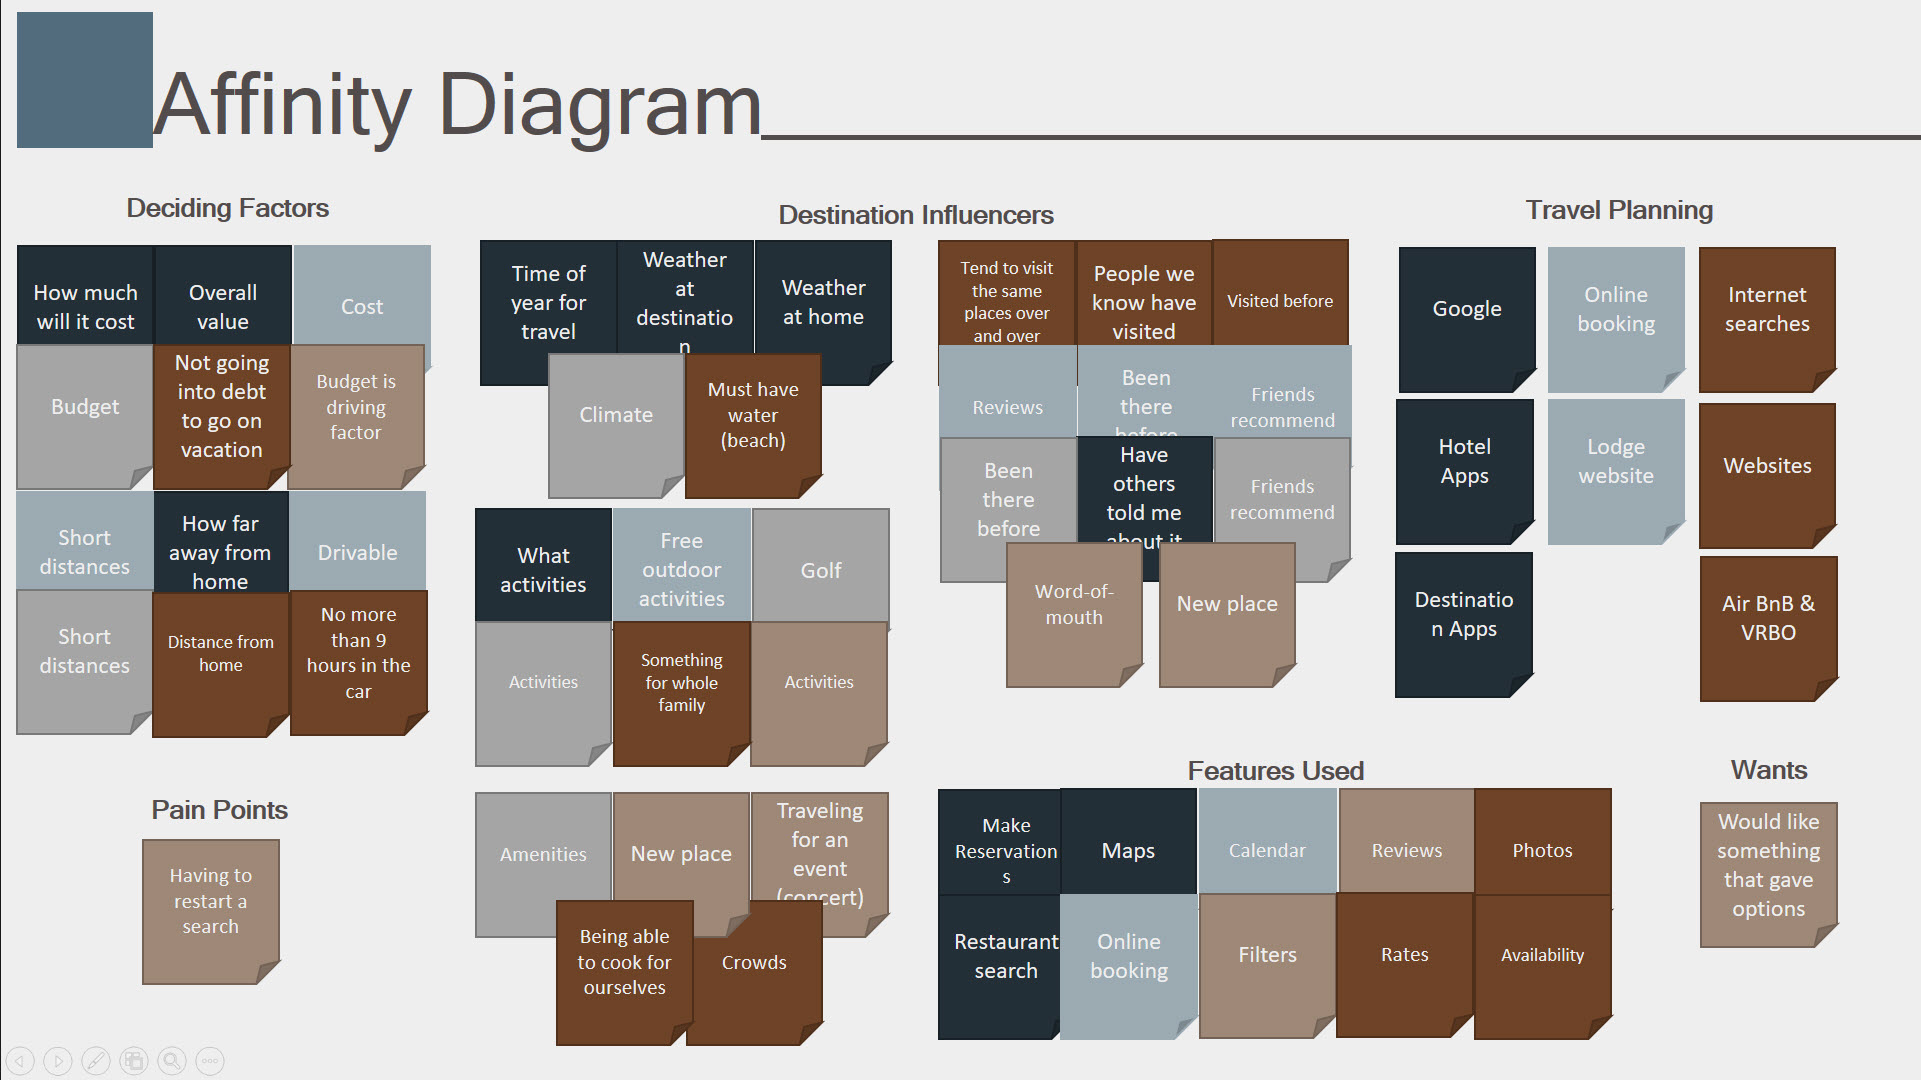 Affinity Diagram
Deciding Factors
How much
will it cost
Overall
value
Cost
Budget
Not going
into debt
to go on
vacation
Budget is
driving
factor
Short
distances
How far
away from
home
Drivable
Short
distances
Distance from
home
No more
than 9
hours in the
car
Pain Points
Having to
restart a
search
Destination Influencers
Time of
year for
travel
Weather
at
destinatio
n
Weather
at home
Climate
Must have
water
(beach)
What
activities
Free
outdoor
activities
Golf
Activities
Something
for whole
family
Activities
Amenities
New place
Traveling
for an
event
(concert)
Being able
to cook for
ourselves
Crowds
Tend to visit
the same
places over
and over
People we
know have
visited
Visited before
Reviews
Been
there
before
Friends
recommend
Been
there
before
Have
others
told me
about it
Friends
recommend
Word-of-
mouth
New place
Travel Planning
Google
Online
booking
Internet
searches
Hotel
Apps
Lodge
website
Websites
Destinatio
n Apps
Air BnB &
VRBO
Features Used
Make
Reservation
s
Maps
Calendar
Reviews
Photos
Restaurant
search
Online
booking
Filters
Rates
Availability
Wants
Would like
something
that gave
options